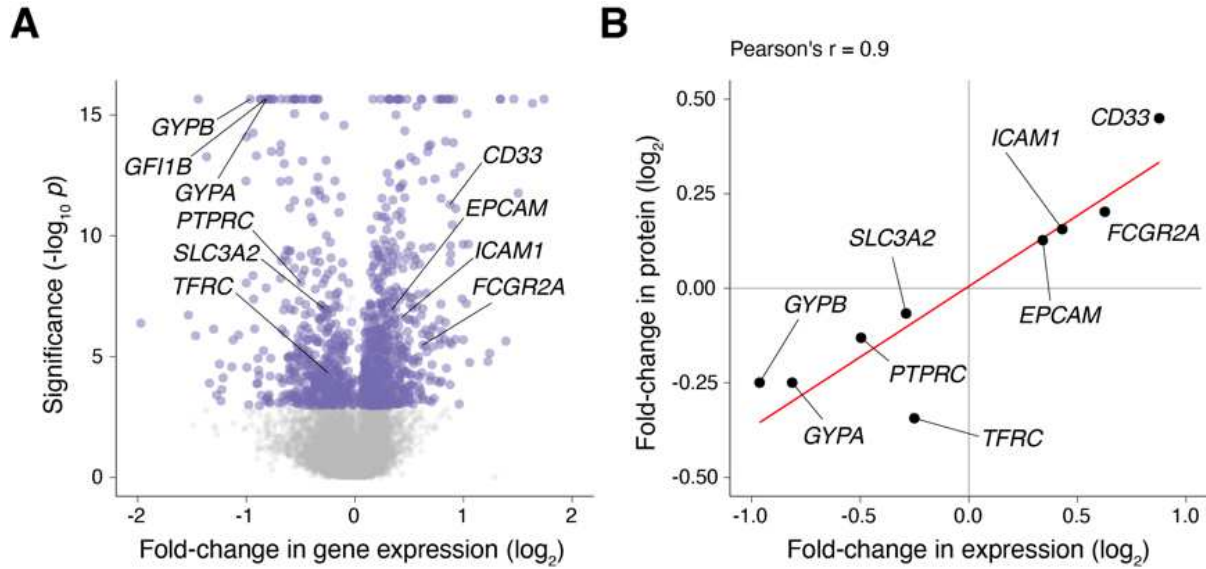 A
Significance (-log10 p)
15
10
5
0
GYPB
GFI1B
GYPA
PTPRC
SLC3A2
TFRC
CD33
EPCAM
ICAM1
FCGR2A
-2
-1
0
1
2
Fold-change in gene expression (log2)
B
Pearson's r = 0.9
Fold-change in protein (log2)
0.50
0.25
0.00
-0.25
-0.50
CD33
ICAM1
FCGR2A
SLC3A2
EPCAM
GYPB
PTPRC
GYPA
TFRC
-1.0
-0.5
0.0
0.5
1.0
Fold-change in expression (log2)